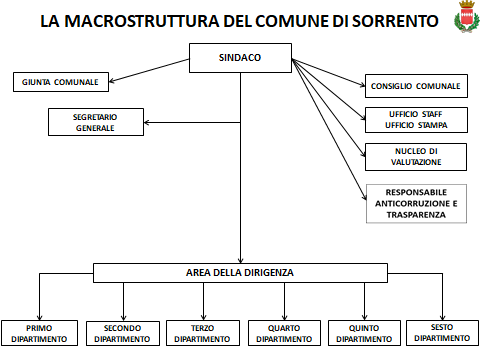 LA MACROSTRUTTURA DEL COMUNE DI SORRENTO
SINDACO
GIUNTA COMUNALE
CONSIGLIO COMUNALE
SEGRETARIO
GENERALE
UFFICIO STAFF
UFFICIO STAMPA
NUCLEO DI
VALUTAZIONE
RESPONSABILE
ANTICORRUZIONE E
TRASPARENZA
AREA DELLA DIRIGENZA
PRIMO
DIPARTIMENTO
SECONDO
DIPARTIMENTO
TERZO
DIPARTIMENTO
QUARTO
DIPARTIMENTO
QUINTO
DIPARTIMENTO
SESTO
DIPARTIMENTO